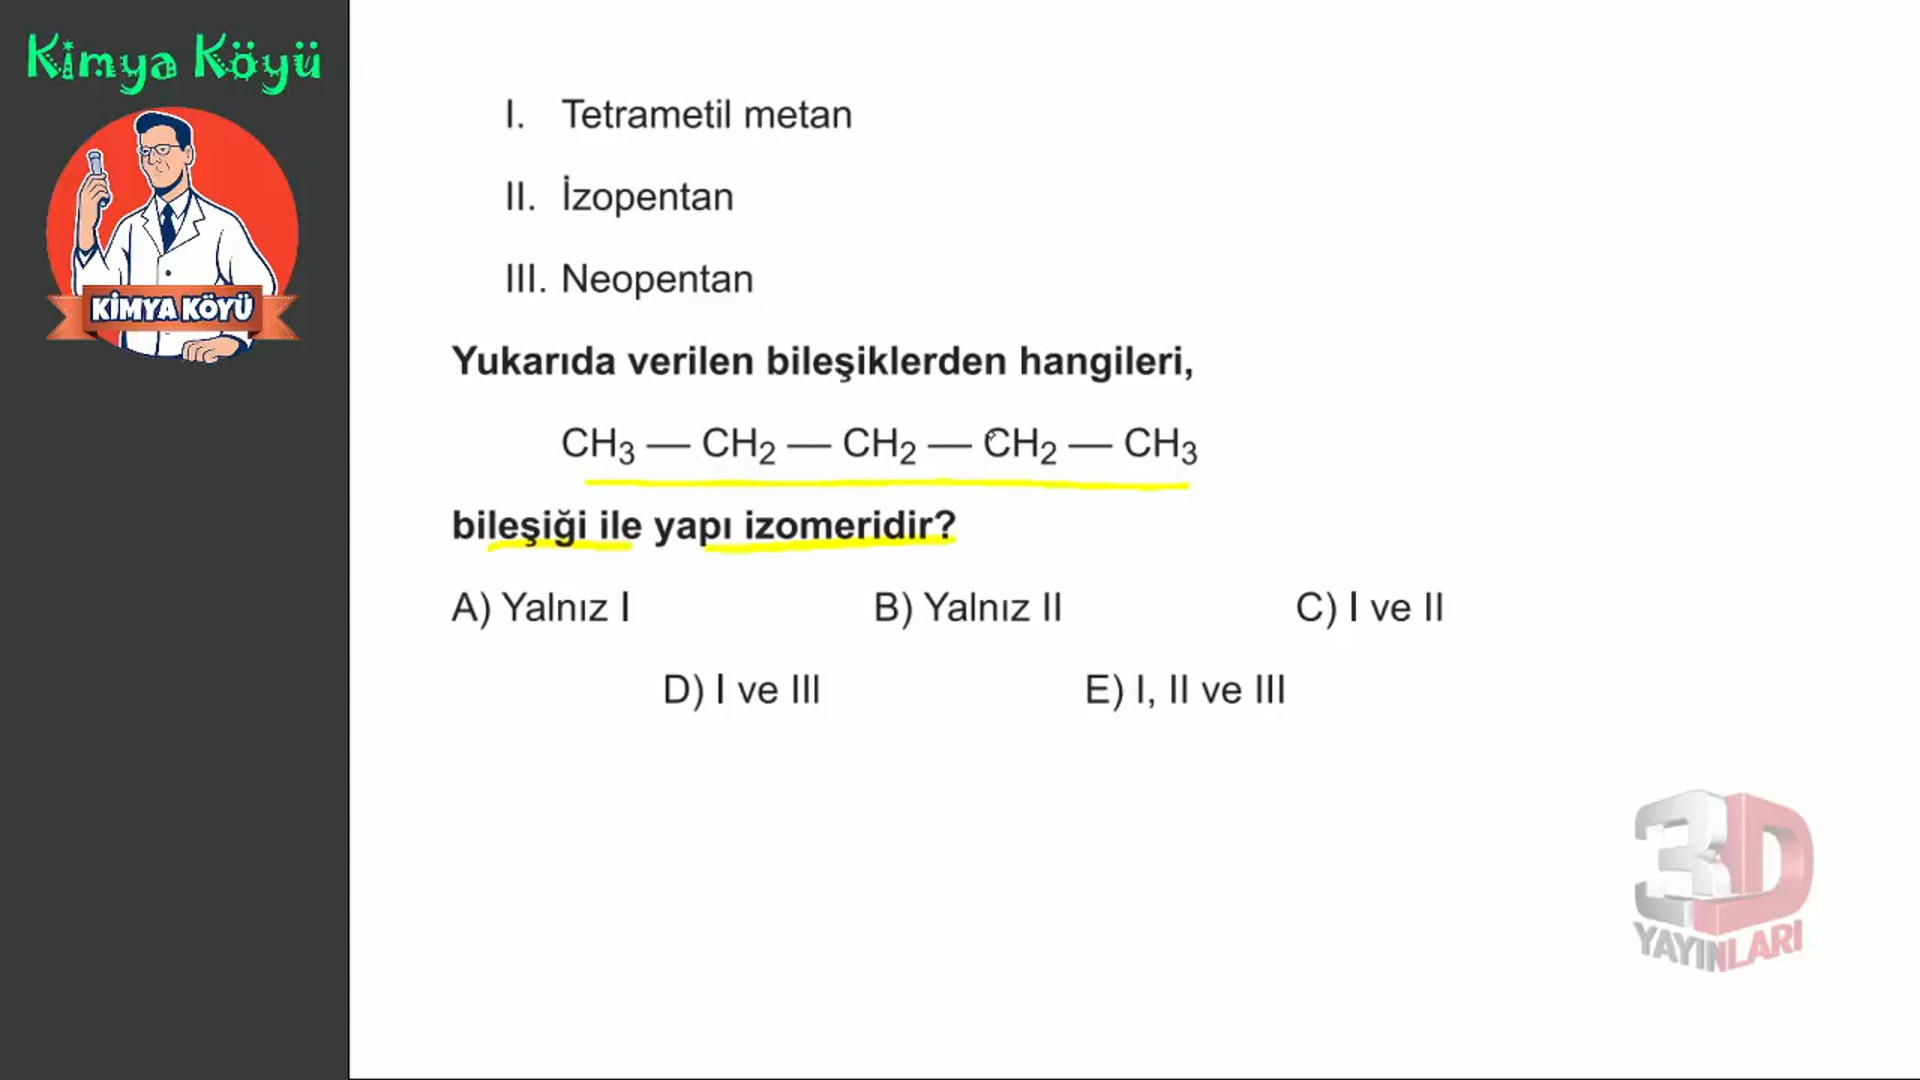 Kimya Köyü
KİMYA KÖYÜ
I. Tetrametil metan
II. İzopentan
III. Neopentan
Yukarıda verilen bileşiklerden hangileri,
CH₃ — CH₂ — CH₂ — CH₂ — CH₃
bileşiği ile yapı izomeridir?
A) Yalnız I B) Yalnız II C) I ve II
D) I ve III E) I, II ve III
3D
YAYINLARI